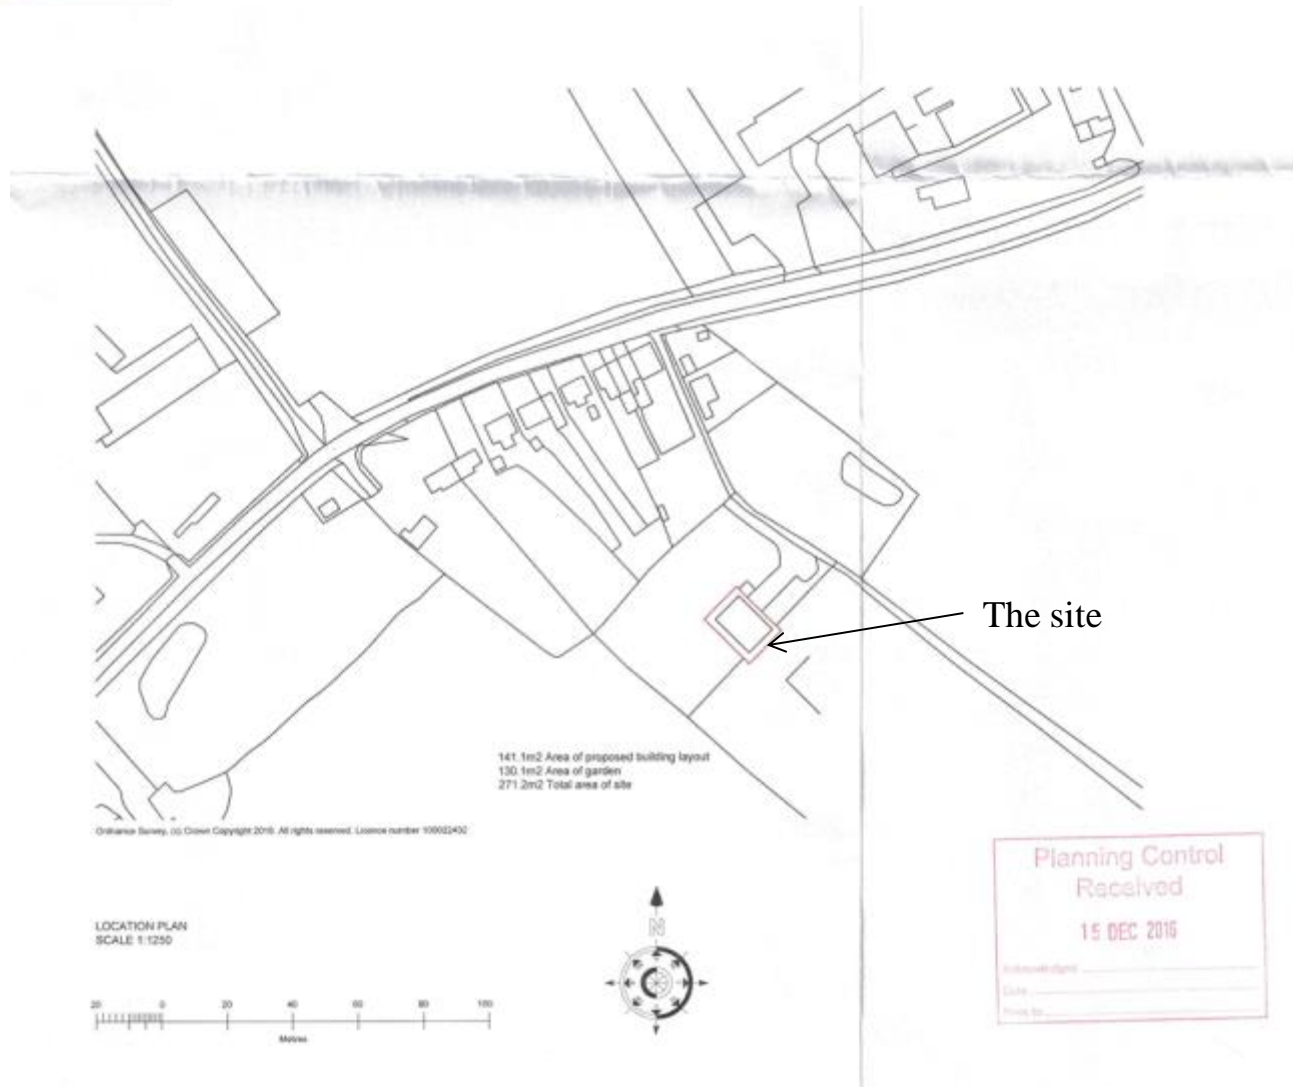 The site
141.1m2 Area of proposed building layout
130.1m2 Area of garden
271.2m2 Total area of site
Ordnance Survey, (c) Crown Copyright 2016. All rights reserved. Licence number 100022432
Planning Control
Received
15 DEC 2016
Acknowledged
Date
LOCATION PLAN
SCALE 1:1250
N
20 0 20 40 60 80 100
Metres